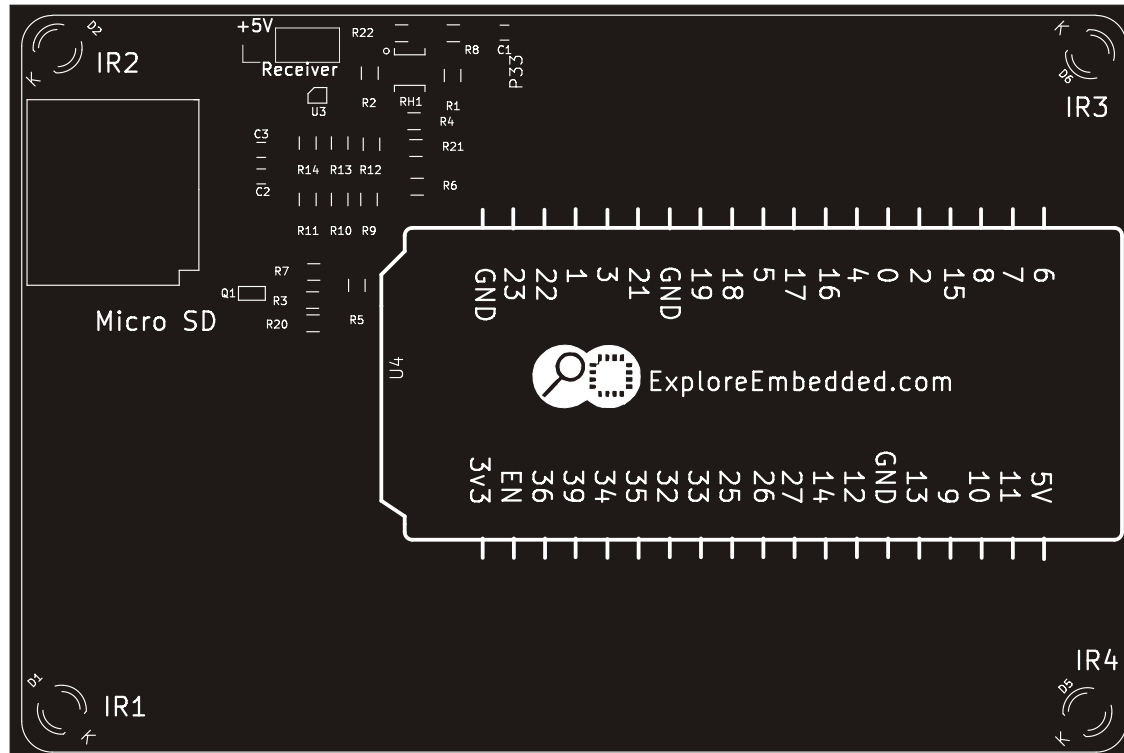 D2
K
IR2
+5V
Receiver
R22
R8
C1
P33
K
D6
IR3
R2
RH1
R1
U3
R4
C3
R21
R14 R13 R12
R6
C2
R11 R10 R9
R7
Q1
R3
R20
R5
Micro SD
GND 23 22 1 3 21 GND 19 18 5 17 16 4 0 2 15 8 7 6
U4
ExploreEmbedded.com
3v3 EN 36 39 34 35 32 33 25 26 27 14 12 GND 13 9 10 11 5V
D1
IR1
K
IR4
D5
K